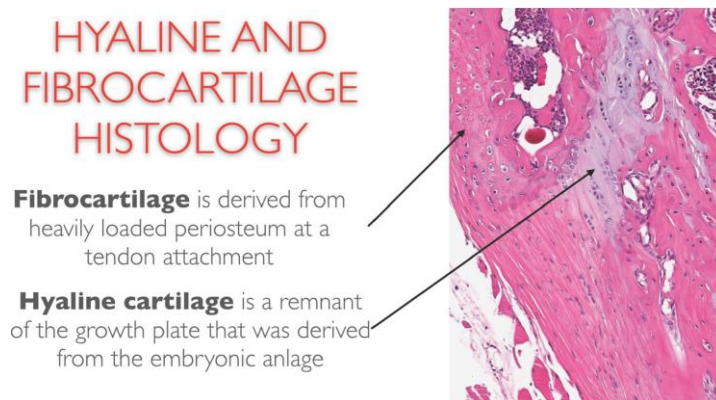 HYALINE AND
FIBROCARTILAGE
HISTOLOGY
Fibrocartilage is derived from
heavily loaded periosteum at a
tendon attachment
Hyaline cartilage is a remnant
of the growth plate that was derived
from the embryonic anlage